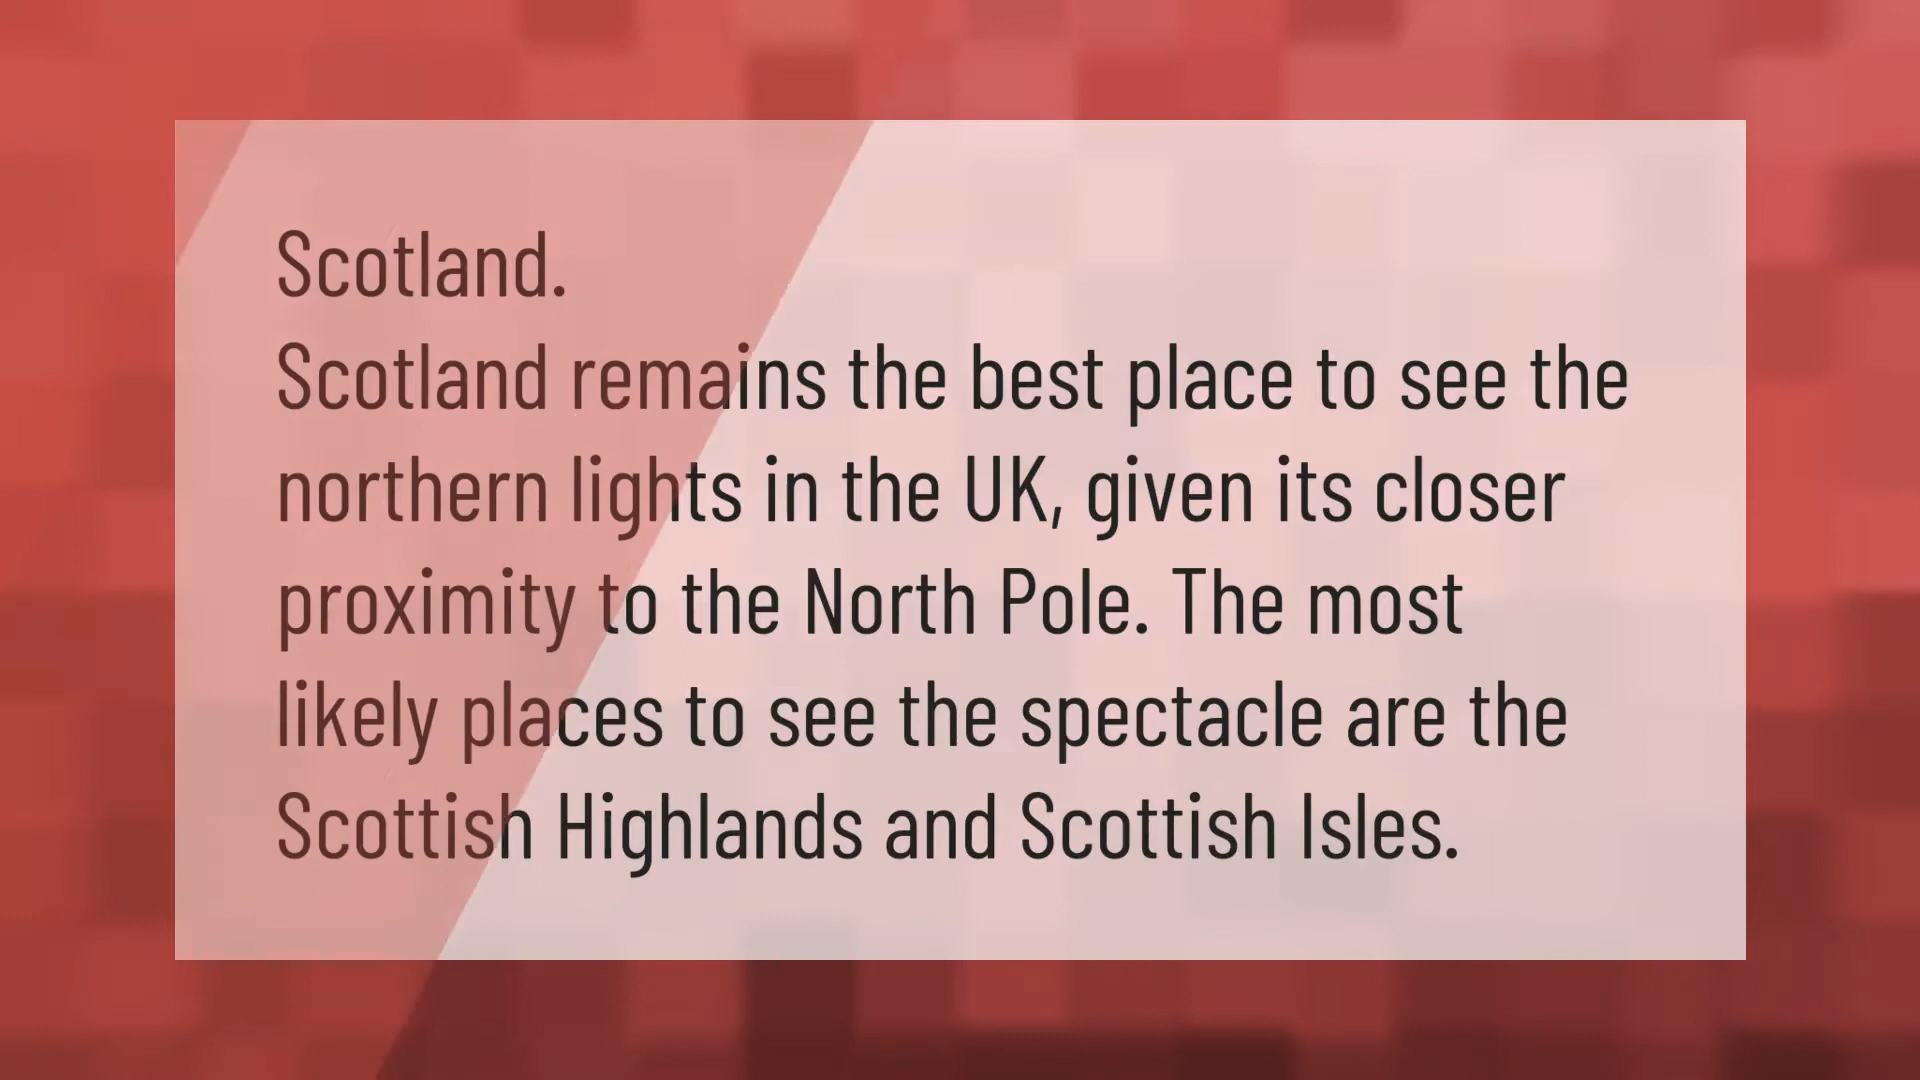 Scotland.
Scotland remains the best place to see the
northern lights in the UK, given its closer
proximity to the North Pole. The most
likely places to see the spectacle are the
Scottish Highlands and Scottish Isles.